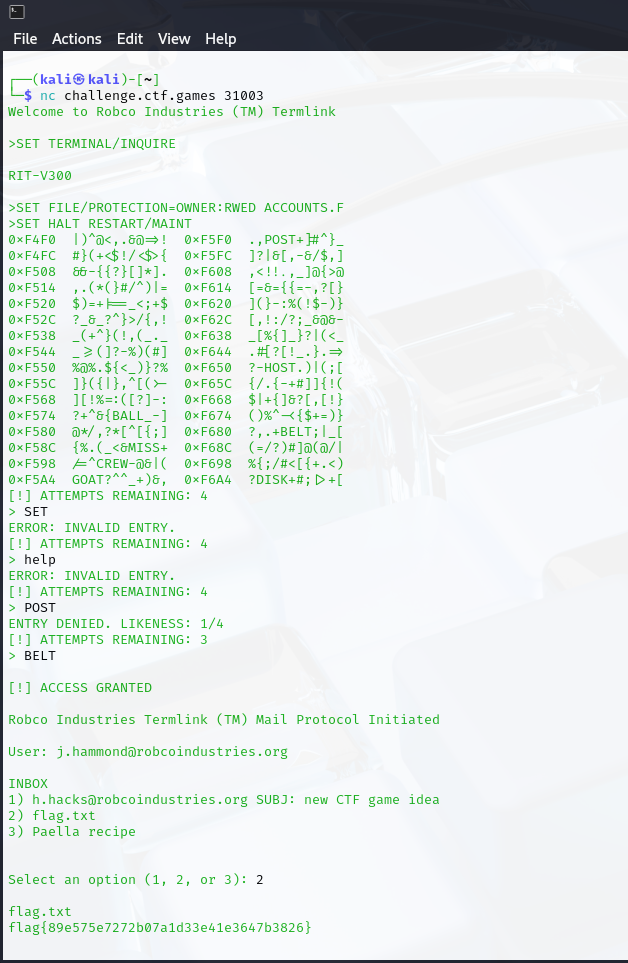 File Actions Edit View Help
┌──(kali㉿kali)-[~]
└─$ nc challenge.ctf.games 31003
Welcome to Robco Industries (TM) Termlink
>SET TERMINAL/INQUIRE
RIT-V300
>SET FILE/PROTECTION=OWNER:RWED ACCOUNTS.F
>SET HALT RESTART/MAINT
0×F4F0 |)^@<,.&@=>! 0×F5F0 .,POST+]#^}_
0×F4FC #}(+<$!/<$>{ 0×F5FC ]?|&[,-&/$,]
0×F508 &&-{{?}[]*]. 0×F608 ,<!!.,_]@{>@
0×F514 ,.(*(}#/^)|= 0×F614 [=&={{=-,?[}
0×F520 $)=+|==_<;+$ 0×F620 ](}-:%(!$-)}
0×F52C ?_&_?^}>/{,! 0×F62C [,!:/?;_&@&-
0×F538 _(+^}(!,(_._ 0×F638 _[%{]_}?|(<_
0×F544 _>=(]?-%)(#] 0×F644 .#[?[!_.}.=>
0×F550 %@%.${<_)}?% 0×F650 ?-HOST.)|(;[
0×F55C ]}({|},^[(>- 0×F65C {/.{-+#]]{!(
0×F568 ][!%=:([?]-: 0×F668 $|+{]&?[,[!}
0×F574 ?+^&{BALL_-] 0×F674 ()%^-<{$+=)}
0×F580 @*/,?*[^[{;] 0×F680 ?,.+BELT;|_[
0×F58C {%.(_<&MISS+ 0×F68C (=/?)#]@(@/|
0×F598 /=^CREW-@&|( 0×F698 %{;/#<[{+.<)
0×F5A4 GOAT?^^_+)&, 0×F6A4 ?DISK+#;|>+[
[!] ATTEMPTS REMAINING: 4
> SET
ERROR: INVALID ENTRY.
[!] ATTEMPTS REMAINING: 4
> help
ERROR: INVALID ENTRY.
[!] ATTEMPTS REMAINING: 4
> POST
ENTRY DENIED. LIKENESS: 1/4
[!] ATTEMPTS REMAINING: 3
> BELT
[!] ACCESS GRANTED
Robco Industries Termlink (TM) Mail Protocol Initiated
User: j.hammond@robcoindustries.org
INBOX
1) h.hacks@robcoindustries.org SUBJ: new CTF game idea
2) flag.txt
3) Paella recipe
Select an option (1, 2, or 3): 2
flag.txt
flag{89e575e7272b07a1d33e41e3647b3826}